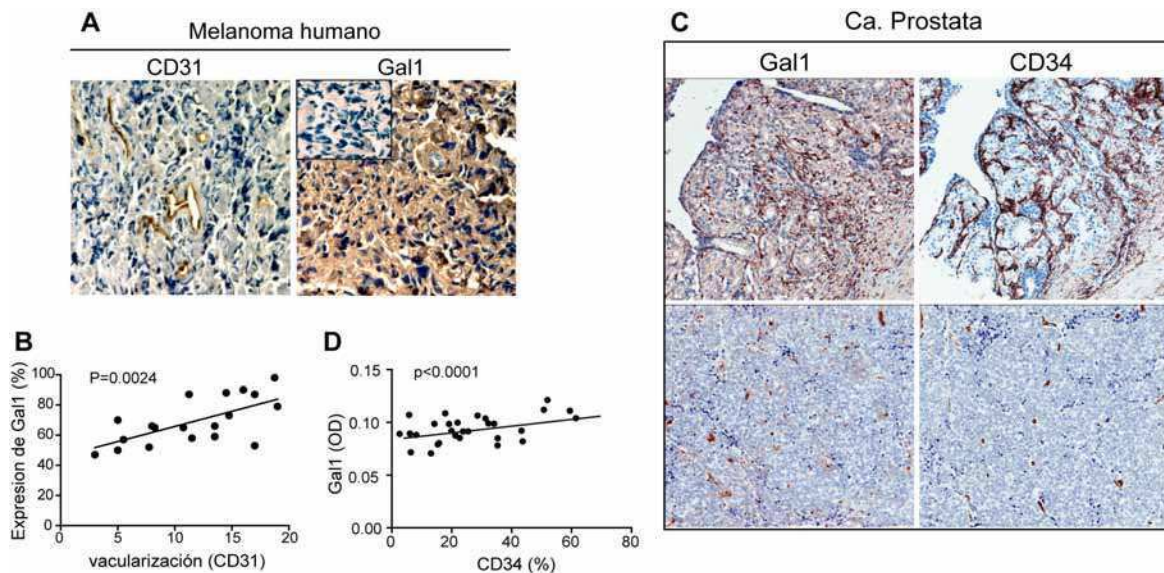 A
Melanoma humano
CD31
Gal1
B
P=0.0024
Expresion de Gal1 (%)
100
80
60
40
20
0
0
5
10
15
20
vacularización (CD31)
D
p<0.0001
Gal1 (OD)
0.15
0.10
0.05
0.00
0
20
40
60
80
CD34 (%)
C
Ca. Prostata
Gal1
CD34